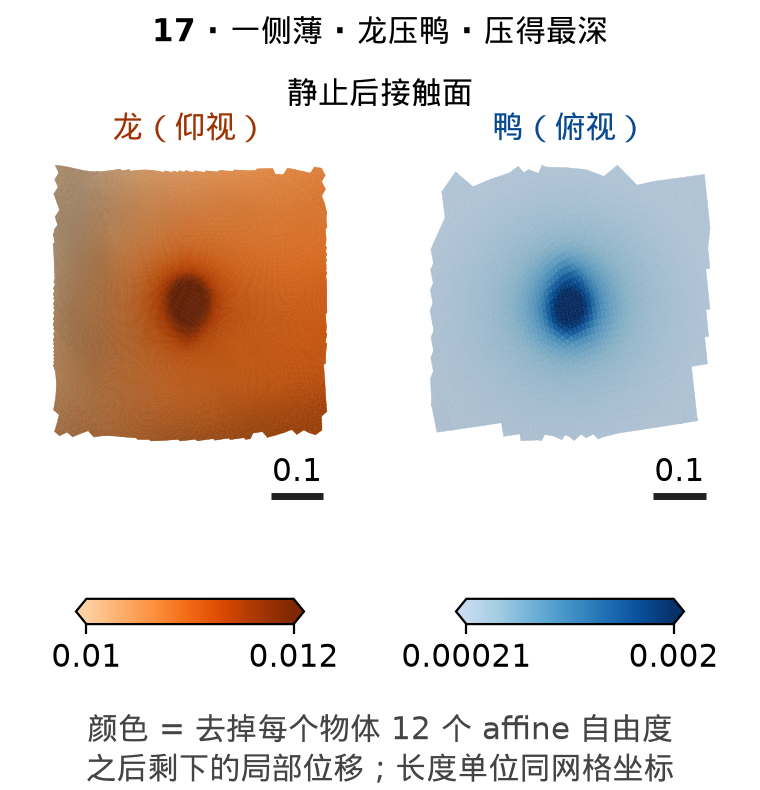 17 · 一侧薄 · 龙压鸭 · 压得最深
静止后接触面
龙（仰视） 鸭（俯视）
0.1 0.1
0.01 0.012 0.00021 0.002
颜色 = 去掉每个物体 12 个 affine 自由度
之后剩下的局部位移；长度单位同网格坐标